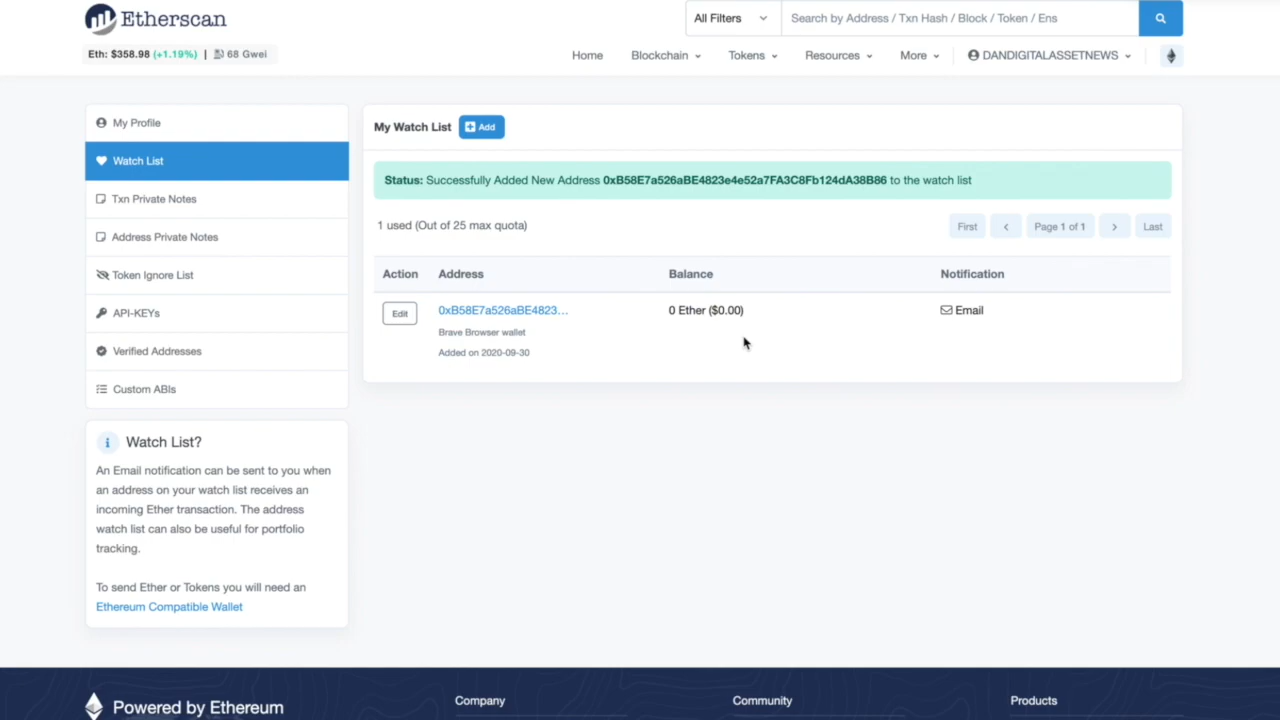 Etherscan
All Filters
Search by Address / Txn Hash / Block / Token / Ens
Eth: $358.98 (+1.19%) | 68 Gwei
Home
Blockchain
Tokens
Resources
More
DANDIGITALASSETNEWS
My Profile
Watch List
Txn Private Notes
Address Private Notes
Token Ignore List
API-KEYs
Verified Addresses
Custom ABIs
Watch List?
An Email notification can be sent to you when
an address on your watch list receives an
incoming Ether transaction. The address
watch list can also be useful for portfolio
tracking.
To send Ether or Tokens you will need an
Ethereum Compatible Wallet
My Watch List
Add
Status: Successfully Added New Address 0xB58E7a526aBE4823e4e52a7FA3C8Fb124dA38B86 to the watch list
1 used (Out of 25 max quota)
First
Page 1 of 1
Last
Action
Address
Balance
Notification
Edit
0xB58E7a526aBE4823...
0 Ether ($0.00)
Email
Brave Browser wallet
Added on 2020-09-30
Powered by Ethereum
Company
Community
Products